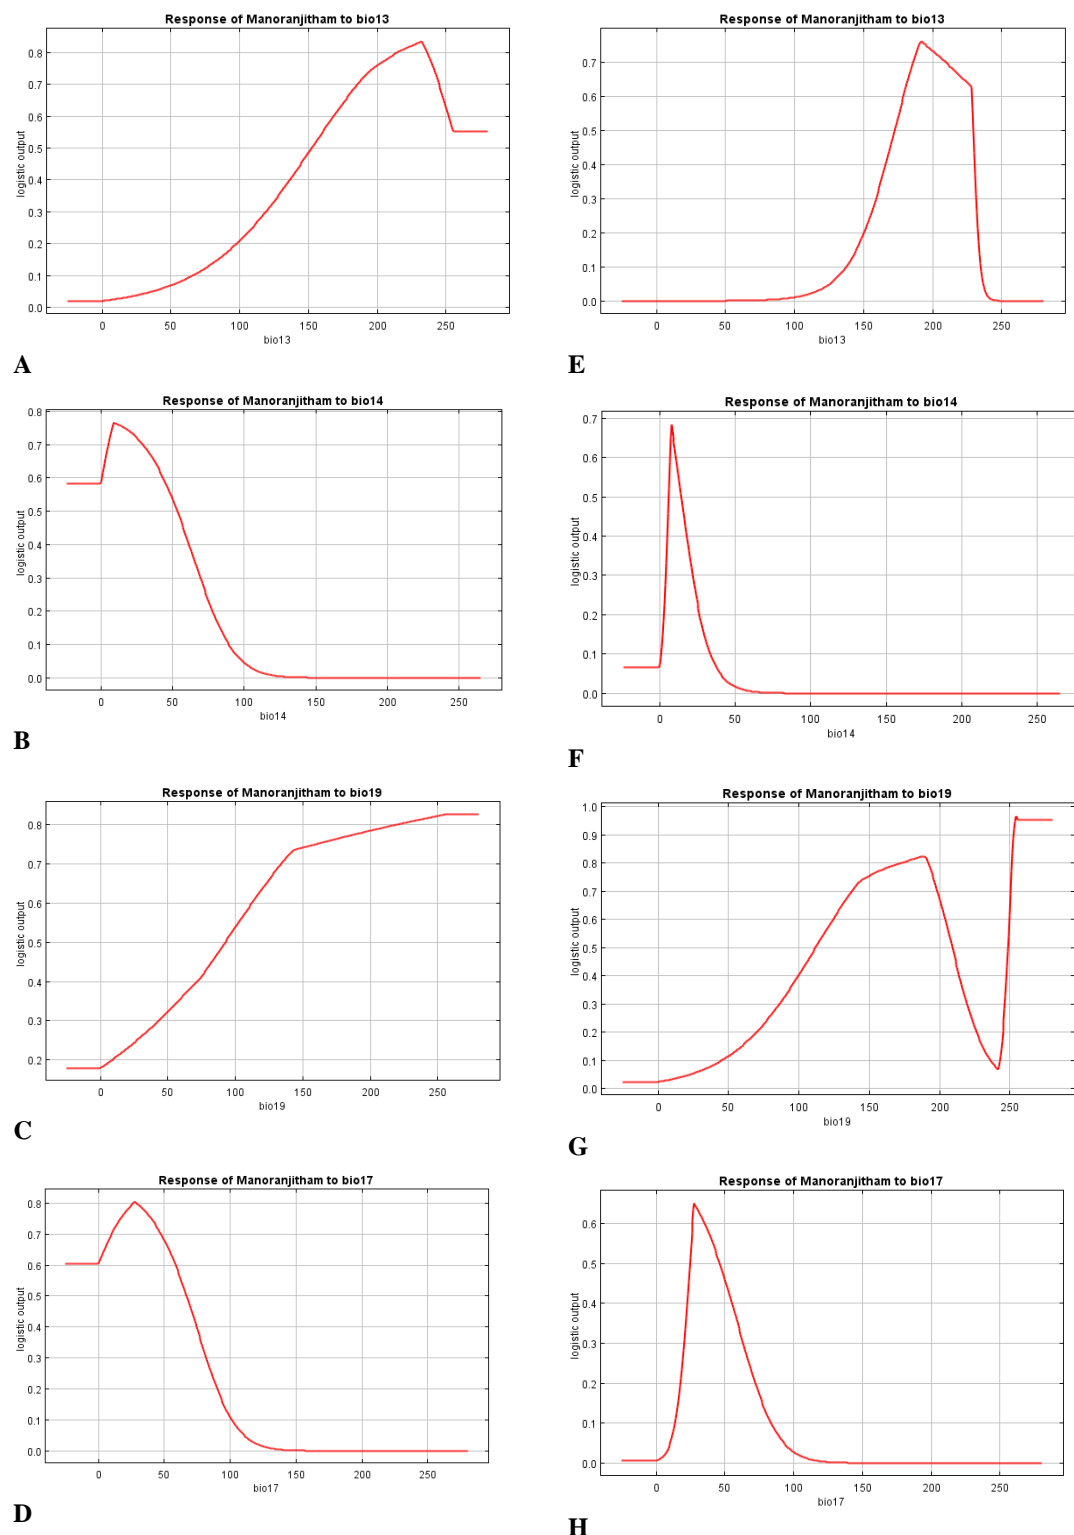 Response of Manoranjitham to bio13
logistic output
0.8
0.7
0.6
0.5
0.4
0.3
0.2
0.1
0.0
0 50 100 150 200 250
bio13
A
Response of Manoranjitham to bio13
logistic output
0.7
0.6
0.5
0.4
0.3
0.2
0.1
0.0
0 50 100 150 200 250
bio13
E
Response of Manoranjitham to bio14
logistic output
0.8
0.7
0.6
0.5
0.4
0.3
0.2
0.1
0.0
0 50 100 150 200 250
bio14
B
Response of Manoranjitham to bio14
logistic output
0.7
0.6
0.5
0.4
0.3
0.2
0.1
0.0
0 50 100 150 200 250
bio14
F
Response of Manoranjitham to bio19
logistic output
0.8
0.7
0.6
0.5
0.4
0.3
0.2
0 50 100 150 200 250
bio19
C
Response of Manoranjitham to bio19
logistic output
1.0
0.9
0.8
0.7
0.6
0.5
0.4
0.3
0.2
0.1
0.0
0 50 100 150 200 250
bio19
G
Response of Manoranjitham to bio17
logistic output
0.8
0.7
0.6
0.5
0.4
0.3
0.2
0.1
0.0
0 50 100 150 200 250
bio17
D
Response of Manoranjitham to bio17
logistic output
0.6
0.5
0.4
0.3
0.2
0.1
0.0
0 50 100 150 200 250
bio17
H